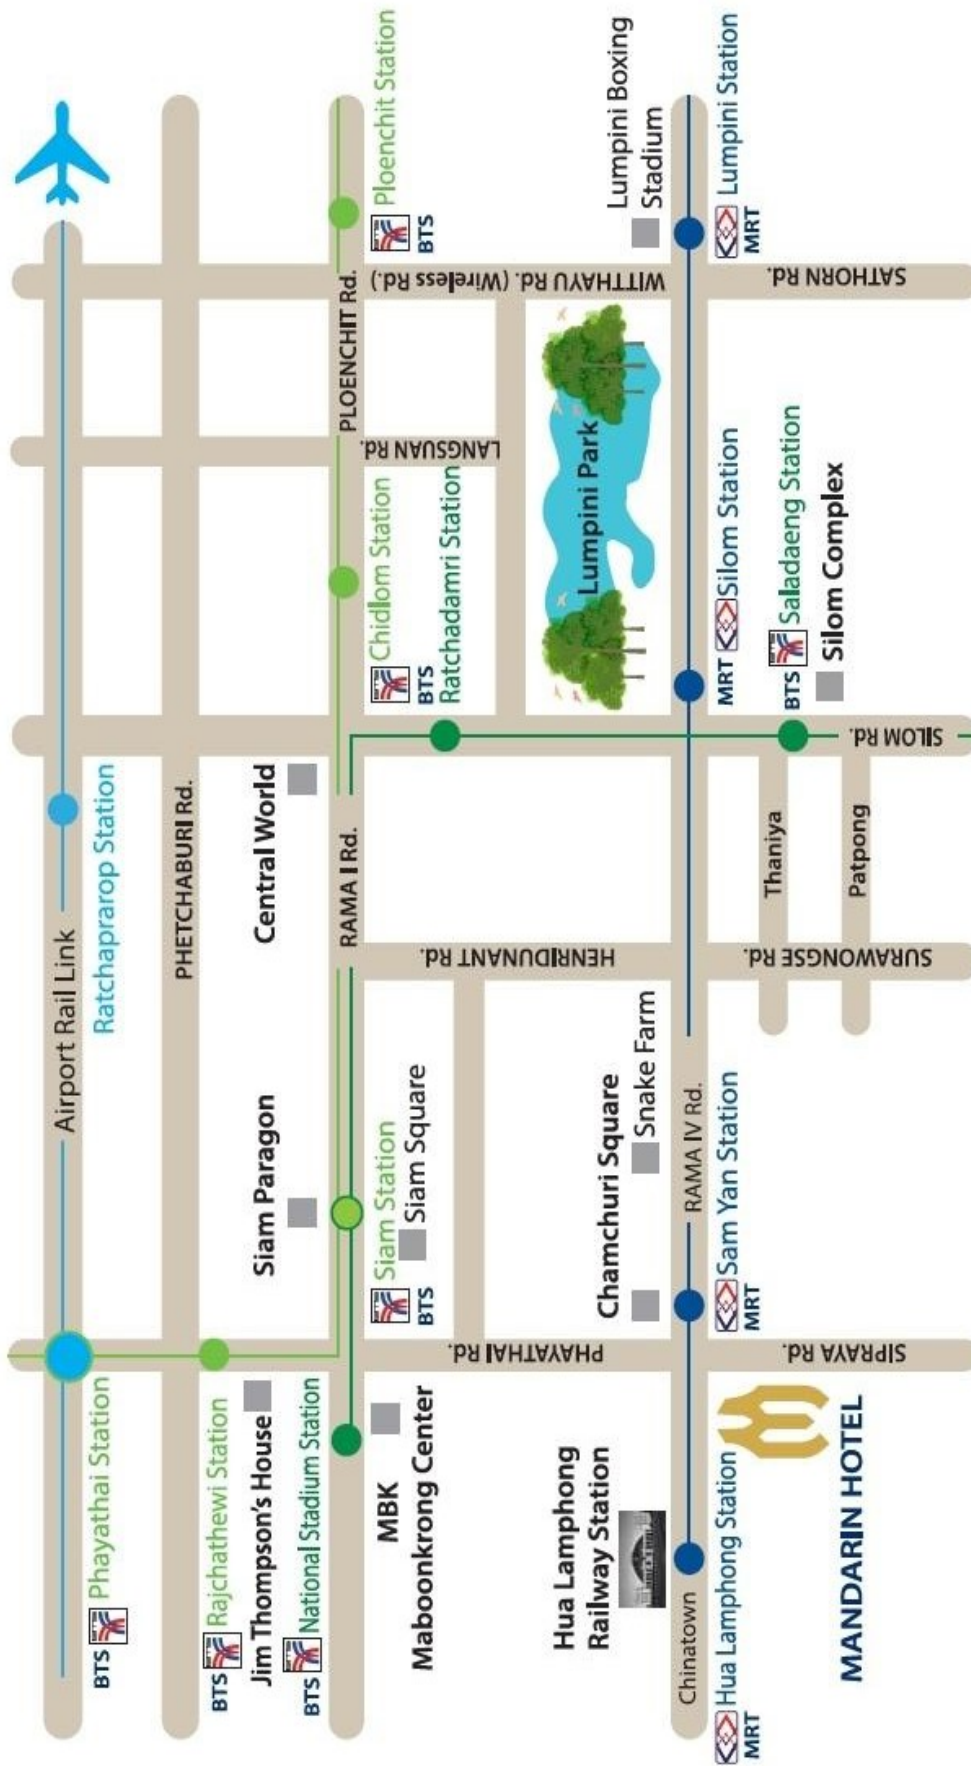 Airport Rail Link
BTS
Phayathai Station
Ratchaprarop Station
PHETCHABURI Rd.
BTS
Rajchathewi Station
Jim Thompson's House
BTS
National Stadium Station
Siam Paragon
Central World
RAMA I Rd.
PLOENCHIT Rd.
MBK
Maboonkrong Center
BTS
Siam Station
Siam Square
BTS
Chidlom Station
Ratchadamri Station
BTS
Ploenchit Station
PHAYATHAI Rd.
HENRIDUNANT Rd.
LANGSUAN Rd.
WITTHAYU Rd. (Wireless Rd.)
Hua Lamphong
Railway Station
Chamchuri Square
Snake Farm
Lumpini Park
Lumpini Boxing
Stadium
Chinatown
RAMA IV Rd.
MRT
Hua Lamphong Station
MRT
Sam Yan Station
MRT
Silom Station
MRT
Lumpini Station
MANDARIN HOTEL
SIPRAYA Rd.
SURAWONGSE Rd.
Thaniya
Patpong
BTS
Saladaeng Station
Silom Complex
SILOM Rd.
SATHORN Rd.